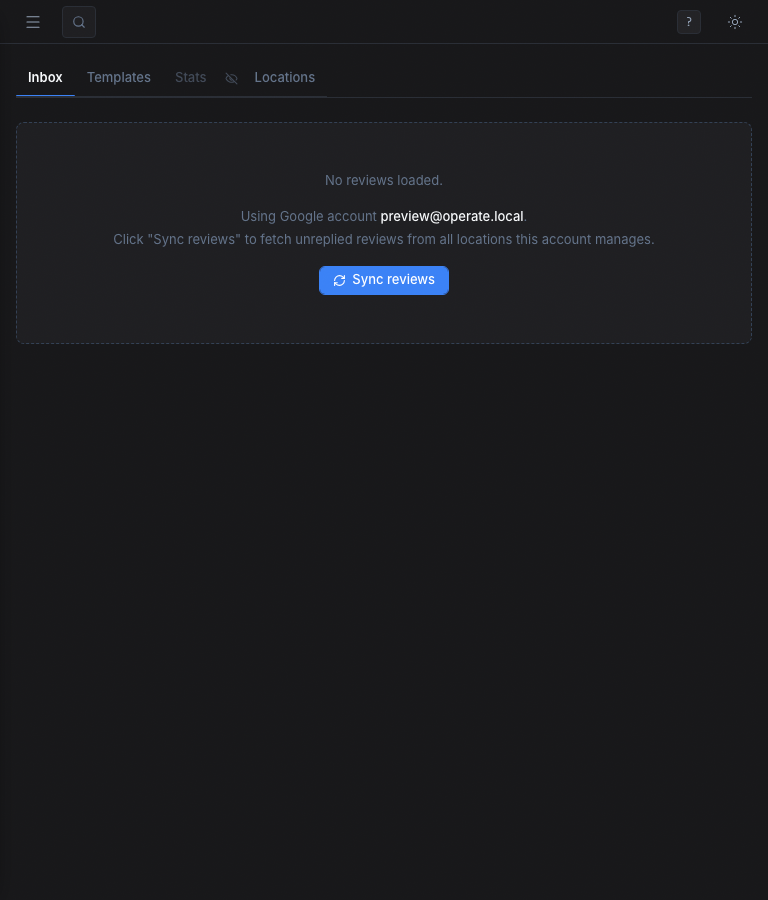 ?
Inbox Templates Stats Locations
No reviews loaded.
Using Google account preview@operate.local.
Click "Sync reviews" to fetch unreplied reviews from all locations this account manages.
Sync reviews